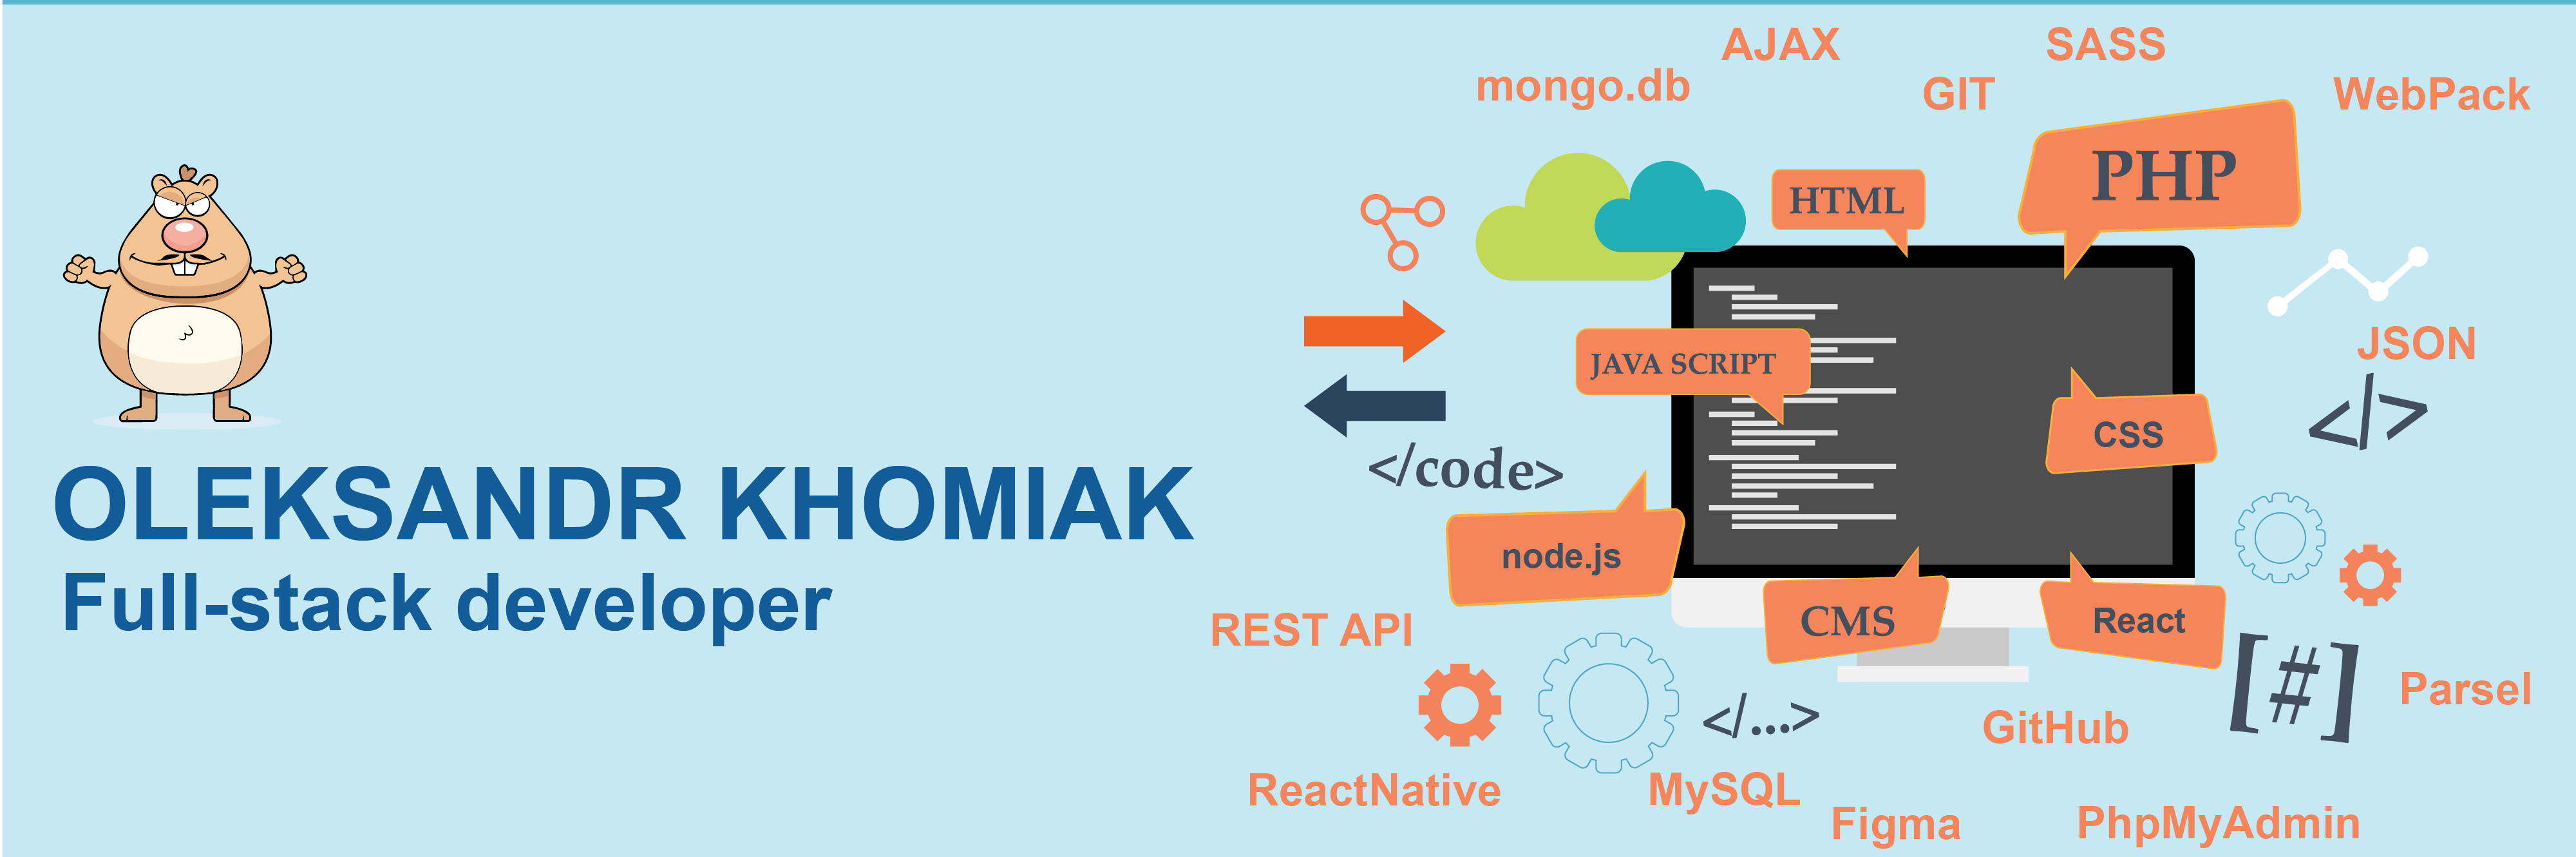 OLEKSANDR KHOMIAK
Full-stack developer
AJAX
SASS
mongo.db
GIT
WebPack
PHP
HTML
JSON
JAVA SCRIPT
</>
CSS
</code>
node.js
REST API
CMS
React
[#]
Parsel
</...>
GitHub
ReactNative
MySQL
Figma
PhpMyAdmin